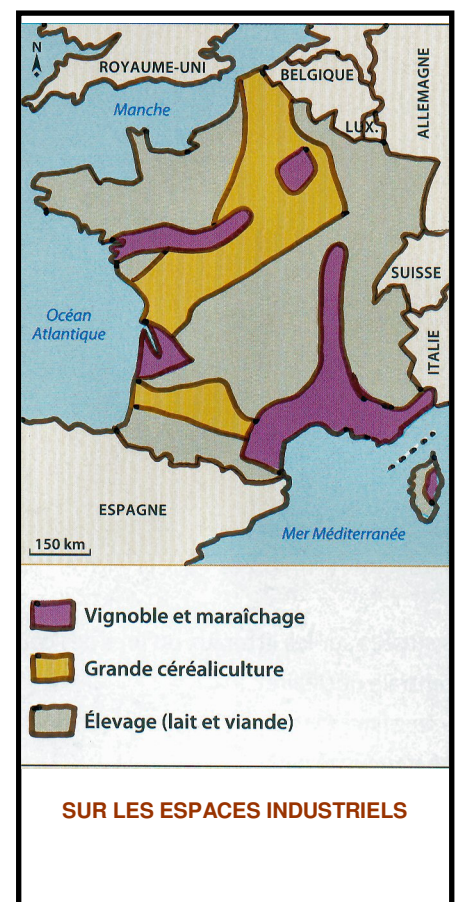 N
ROYAUME-UNI
BELGIQUE
ALLEMAGNE
Manche
LUX.
SUISSE
Océan
Atlantique
ITALIE
ESPAGNE
Mer Méditerranée
150 km
Vignoble et maraîchage
Grande céréaliculture
Élevage (lait et viande)
SUR LES ESPACES INDUSTRIELS